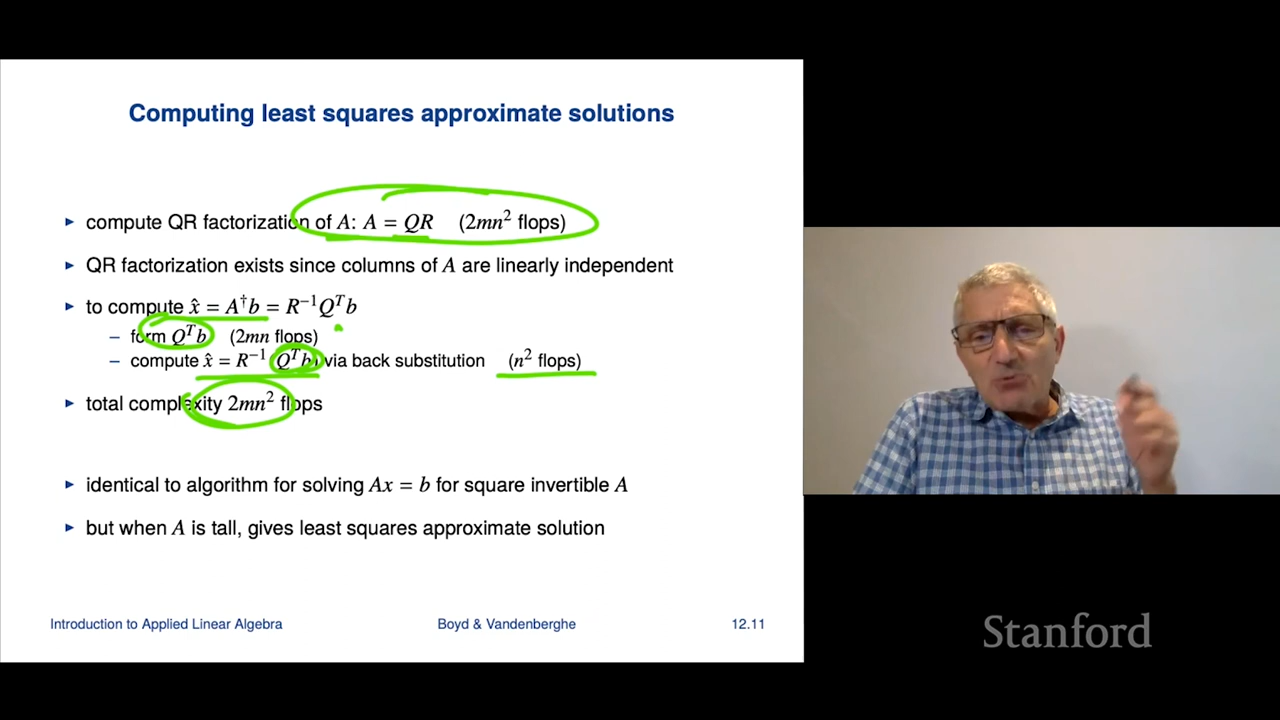 Computing least squares approximate solutions
▶ compute QR factorization of A: A = QR (2mn² flops)
▶ QR factorization exists since columns of A are linearly independent
▶ to compute x̂ = A†b = R⁻¹Qᵀb
– form Qᵀb (2mn flops)
– compute x̂ = R⁻¹(Qᵀb) via back substitution (n² flops)
▶ total complexity 2mn² flops
▶ identical to algorithm for solving Ax = b for square invertible A
▶ but when A is tall, gives least squares approximate solution
Introduction to Applied Linear Algebra Boyd & Vandenberghe 12.11
Stanford